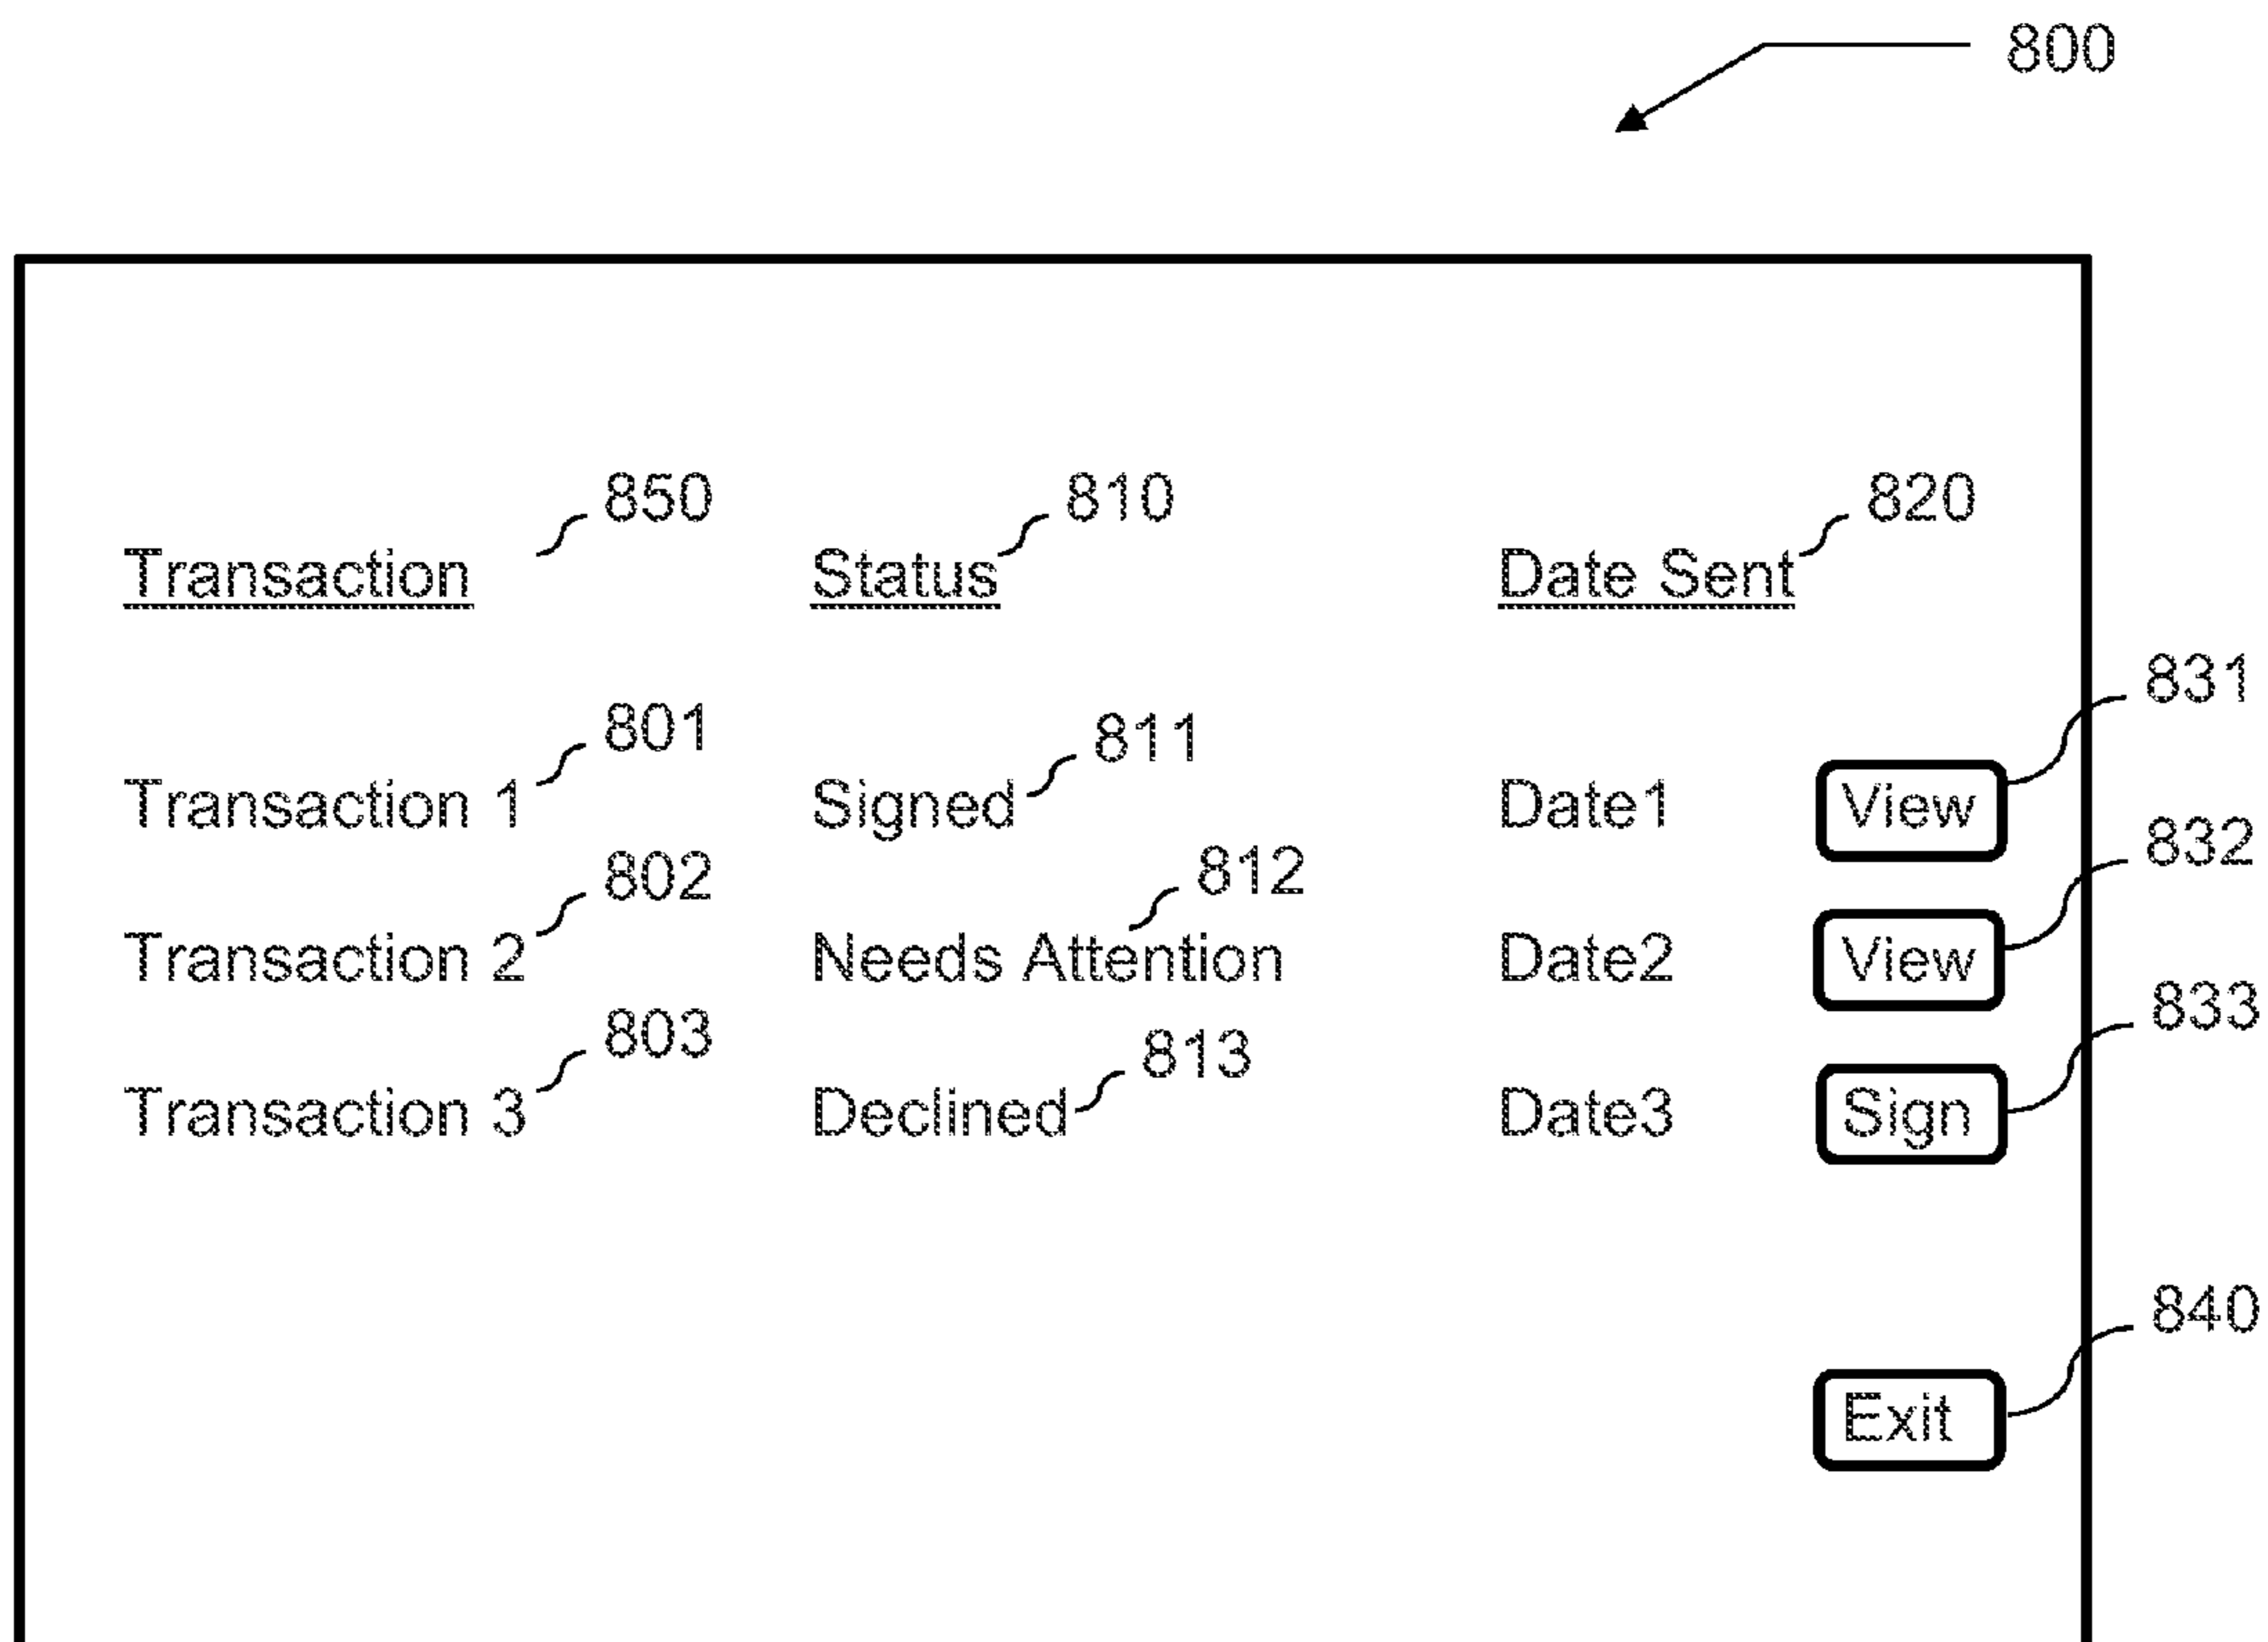 800
850 810 820
Transaction Status Date Sent
831
801 811
Transaction 1 Signed Date1 View
832
802 812
Transaction 2 Needs Attention Date2 View
833
803 813
Transaction 3 Declined Date3 Sign
840
Exit